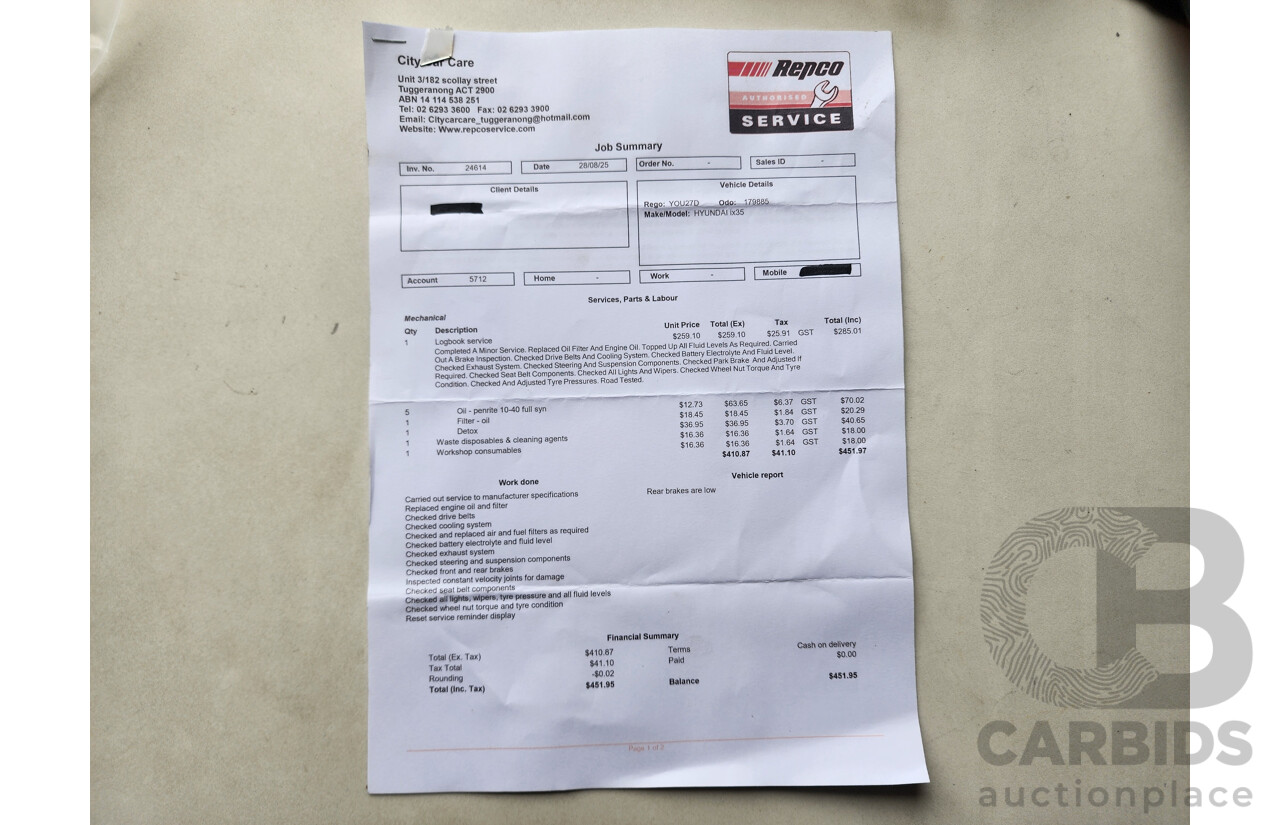 City Car Care
Unit 3/182 scollay street
Tuggeranong ACT 2900
ABN 14 114 538 251
Tel: 02 6293 3600 Fax: 02 6293 3900
Email: Citycarcare_tuggeranong@hotmail.com
Website: Www.repcoservice.com
Repco
AUTHORISED
SERVICE
Job Summary
Inv. No. 24614 Date 28/08/25 Order No. - Sales ID -
Client Details
Vehicle Details
Rego: YOU27D Odo: 179885
Make/Model: HYUNDAI ix35
Account 5712 Home - Work - Mobile
Services, Parts & Labour
Mechanical
Qty Description Unit Price Total (Ex) Tax Total (Inc)
1 Logbook service $259.10 $259.10 $25.91 GST $285.01
Completed A Minor Service. Replaced Oil Filter And Engine Oil. Topped Up All Fluid Levels As Required. Carried
Out A Brake Inspection. Checked Drive Belts And Cooling System. Checked Battery Electrolyte And Fluid Level.
Checked Exhaust System. Checked Steering And Suspension Components. Checked Park Brake And Adjusted If
Required. Checked Seat Belt Components. Checked All Lights And Wipers. Checked Wheel Nut Torque And Tyre
Condition. Checked And Adjusted Tyre Pressures. Road Tested.
5 Oil - penrite 10-40 full syn $12.73 $63.65 $6.37 GST $70.02
1 Filter - oil $18.45 $18.45 $1.84 GST $20.29
1 Detox $36.95 $36.95 $3.70 GST $40.65
1 Waste disposables & cleaning agents $16.36 $16.36 $1.64 GST $18.00
1 Workshop consumables $16.36 $16.36 $1.64 GST $18.00
$410.87 $41.10 $451.97
Work done
Vehicle report
Carried out service to manufacturer specifications
Rear brakes are low
Replaced engine oil and filter
Checked drive belts
Checked cooling system
Checked and replaced air and fuel filters as required
Checked battery electrolyte and fluid level
Checked exhaust system
Checked steering and suspension components
Checked front and rear brakes
Inspected constant velocity joints for damage
Checked seat belt components
Checked all lights, wipers, tyre pressure and all fluid levels
Checked wheel nut torque and tyre condition
Reset service reminder display
Financial Summary
Total (Ex. Tax) $410.87 Terms Cash on delivery
Tax Total $41.10 Paid $0.00
Rounding -$0.02
Total (Inc. Tax) $451.95 Balance $451.95
Page 1 of 3
CB
CARBIDS
auctionplace